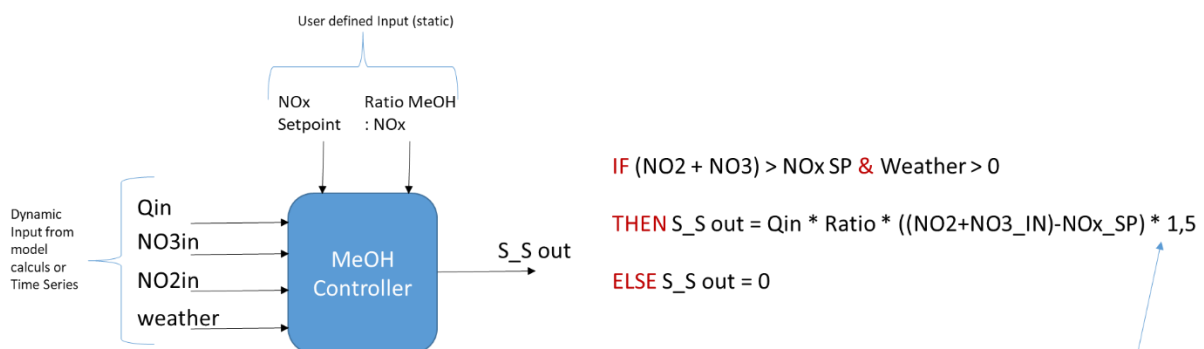 User defined Input (static)
NOx
Setpoint
Ratio MeOH
: NOx
Dynamic
Input from
model
calculs or
Time Series
Qin
NO3in
NO2in
weather
MeOH
Controller
S_S out
IF (NO2 + NO3) > NOx SP & Weather > 0
THEN S_S out = Qin * Ratio * ((NO2+NO3_IN)-NOx_SP) * 1,5
ELSE S_S out = 0